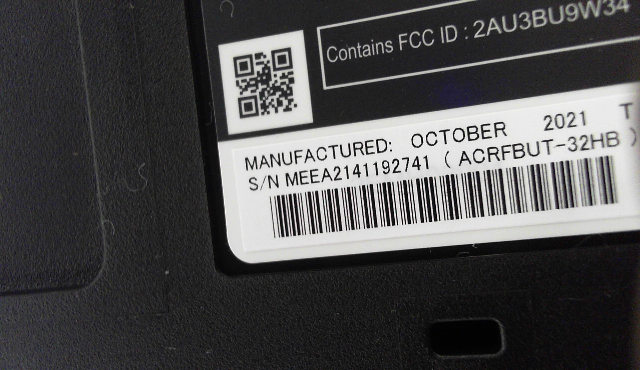 Contains FCC ID : 2AU3BU9W34
MANUFACTURED: OCTOBER 2021 T
S/N MEEA2141192741 ( ACRFBUT-32HB )